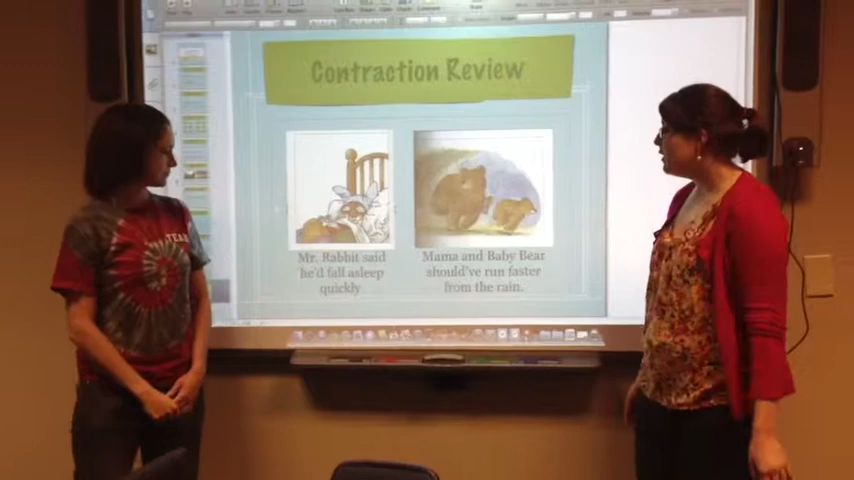 Contraction Review
Mr. Rabbit said
he'd fall asleep
quickly.
Mama and Baby Bear
should've run faster
from the rain.